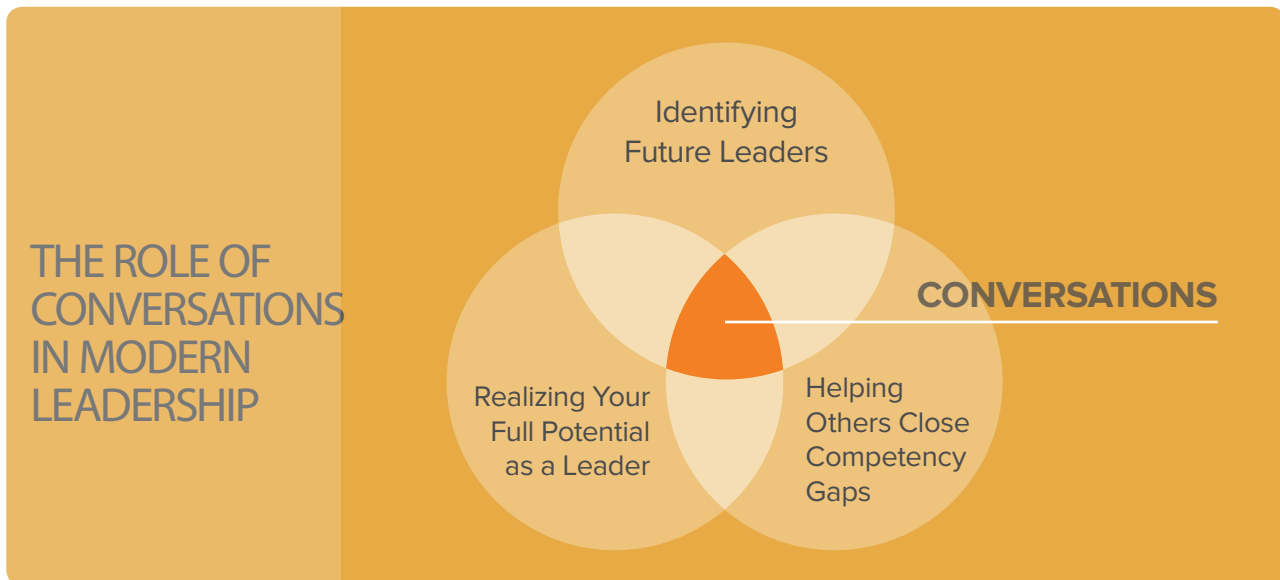 THE ROLE OF
CONVERSATIONS
IN MODERN
LEADERSHIP
Identifying
Future Leaders
CONVERSATIONS
Realizing Your
Full Potential
as a Leader
Helping
Others Close
Competency
Gaps